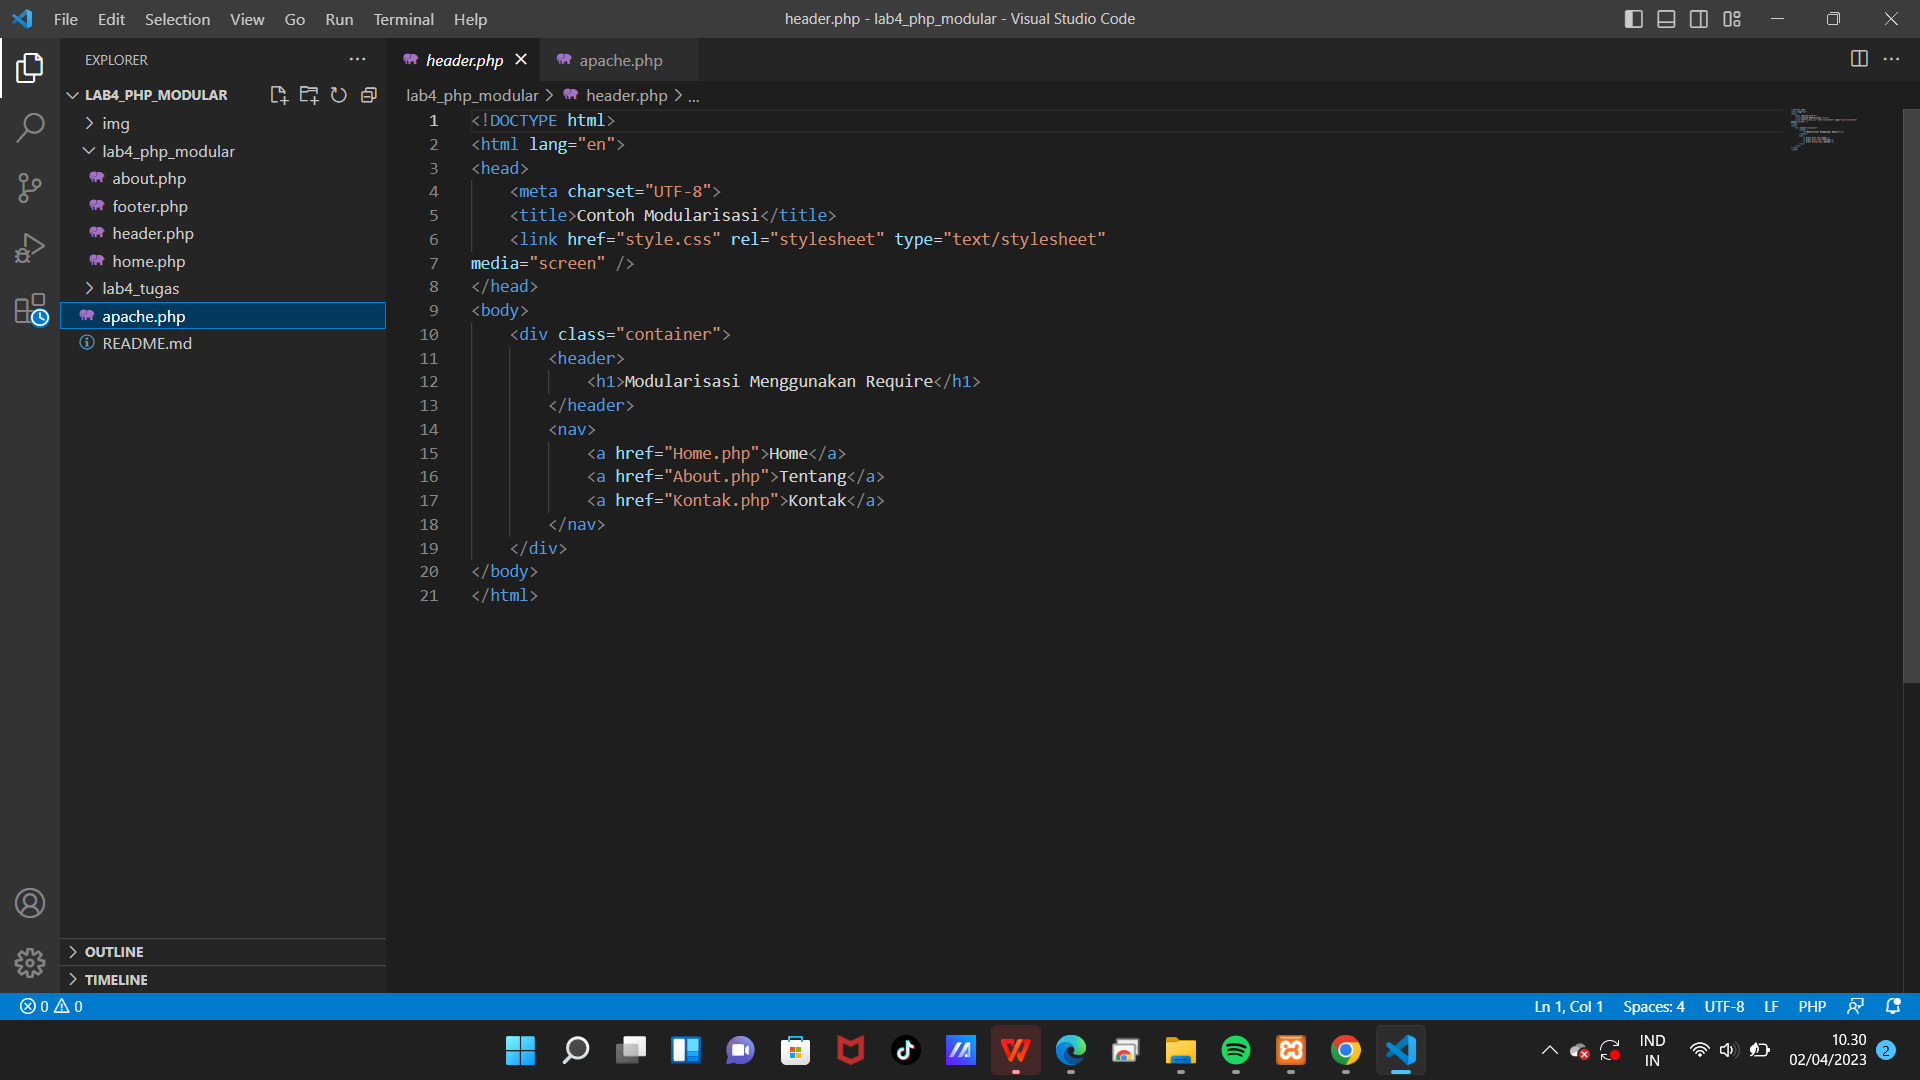 File Edit Selection View Go Run Terminal Help
header.php - lab4_php_modular - Visual Studio Code
EXPLORER
LAB4_PHP_MODULAR
img
lab4_php_modular
about.php
footer.php
header.php
home.php
lab4_tugas
apache.php
README.md
OUTLINE
TIMELINE
header.php apache.php
lab4_php_modular > header.php > ...
1 <!DOCTYPE html>
2 <html lang="en">
3 <head>
4 <meta charset="UTF-8">
5 <title>Contoh Modularisasi</title>
6 <link href="style.css" rel="stylesheet" type="text/stylesheet"
7 media="screen" />
8 </head>
9 <body>
10 <div class="container">
11 <header>
12 <h1>Modularisasi Menggunakan Require</h1>
13 </header>
14 <nav>
15 <a href="Home.php">Home</a>
16 <a href="About.php">Tentang</a>
17 <a href="Kontak.php">Kontak</a>
18 </nav>
19 </div>
20 </body>
21 </html>
0 0
Ln 1, Col 1 Spaces: 4 UTF-8 LF PHP
IND
IN
10.30
02/04/2023
2